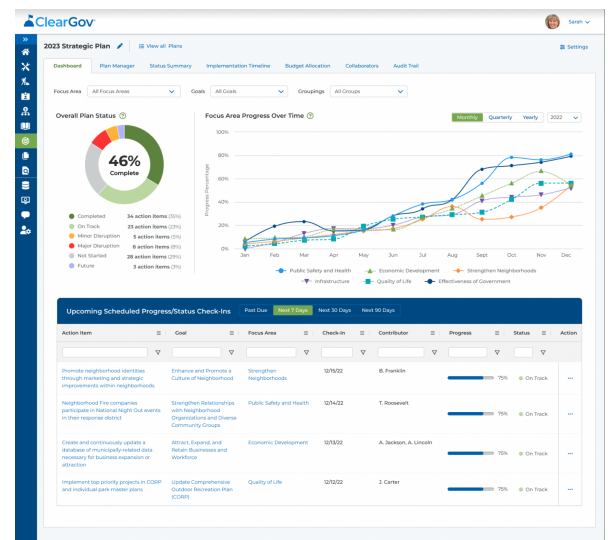 ClearGov
Sarah
2023 Strategic Plan
View all Plans
Settings
Dashboard Plan Manager Status Summary Implementation Timeline Budget Allocation Collaborators Audit Trail
Focus Area All Focus Areas Goals All Goals Groupings All Groups
Overall Plan Status
46%
Complete
Completed 34 action items (35%)
On Track 23 action items (23%)
Minor Disruption 5 action items (5%)
Major Disruption 8 action items (8%)
Not Started 28 action items (29%)
Future 3 action items (3%)
Focus Area Progress Over Time
Monthly Quarterly Yearly 2022
Progress Percentage
100%
80%
60%
40%
20%
0%
Jan Feb Mar Apr May Jun Jul Aug Sept Oct Nov Dec
Public Safety and Health Economic Development Strengthen Neighborhoods
Infrastructure Quality of Life Effectiveness of Government
Upcoming Scheduled Progress/Status Check-Ins Past Due Next 7 Days Next 30 Days Next 90 Days
Action Item Goal Focus Area Check-In Contributor Progress Status Action
Promote neighborhood identities Enhance and Promote a Strengthen 12/15/22 B. Franklin
through marketing and strategic Culture of Neighborhood Neighborhoods 75% On Track
improvements within neighborhoods
Neighborhood Fire companies Strengthen Relationships Public Safety and Health 12/14/22 T. Roosevelt
participate in National Night Out events with Neighborhood 75% On Track
in their response district Organizations and Diverse
Community Groups
Create and continuously update a Attract, Expand, and Economic Development 12/13/22 A. Jackson, A. Lincoln
database of municipally-related data Retain Businesses and 75% On Track
necessary for business expansion or Workforce
attraction
Implement top priority projects in CORP Update Comprehensive Quality of Life 12/12/22 J. Carter
and individual park master plans Outdoor Recreation Plan 75% On Track
(CORP)